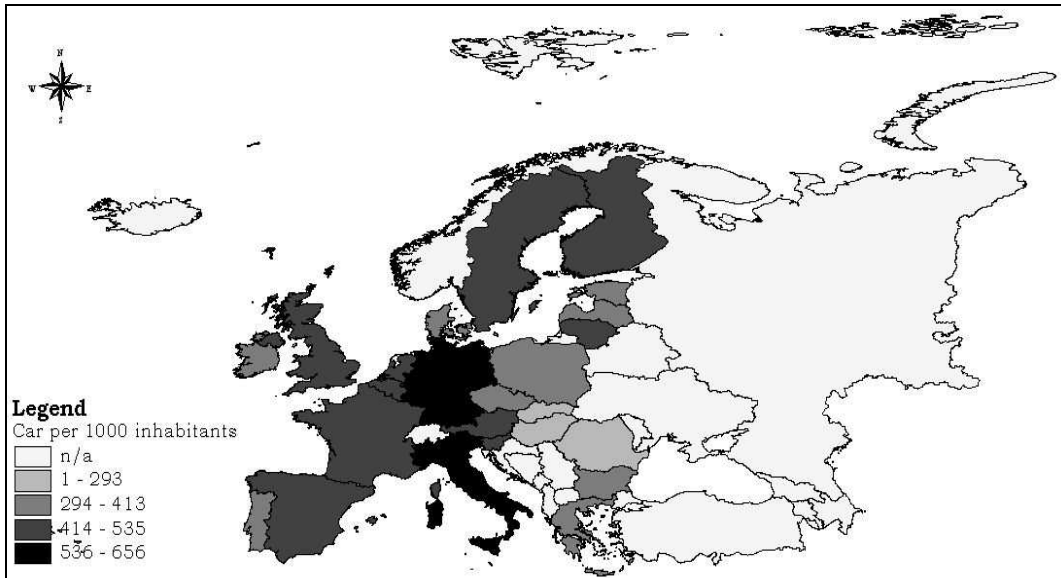 N
W E
S
Legend
Car per 1000 inhabitants
n/a
1 - 293
294 - 413
414 - 535
536 - 656